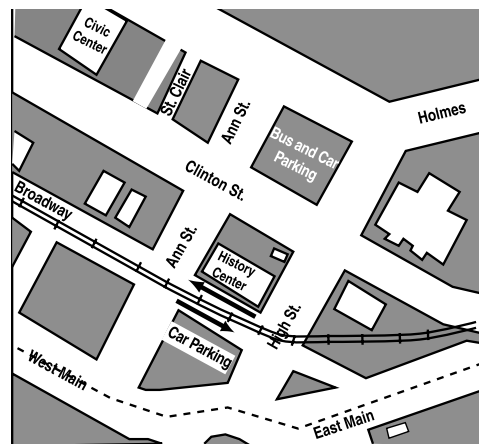 Civic
Center
St. Clair
Ann St.
Holmes
Bus and Car
Parking
Clinton St.
Broadway
Ann St.
History
Center
High St.
Car Parking
West Main
East Main